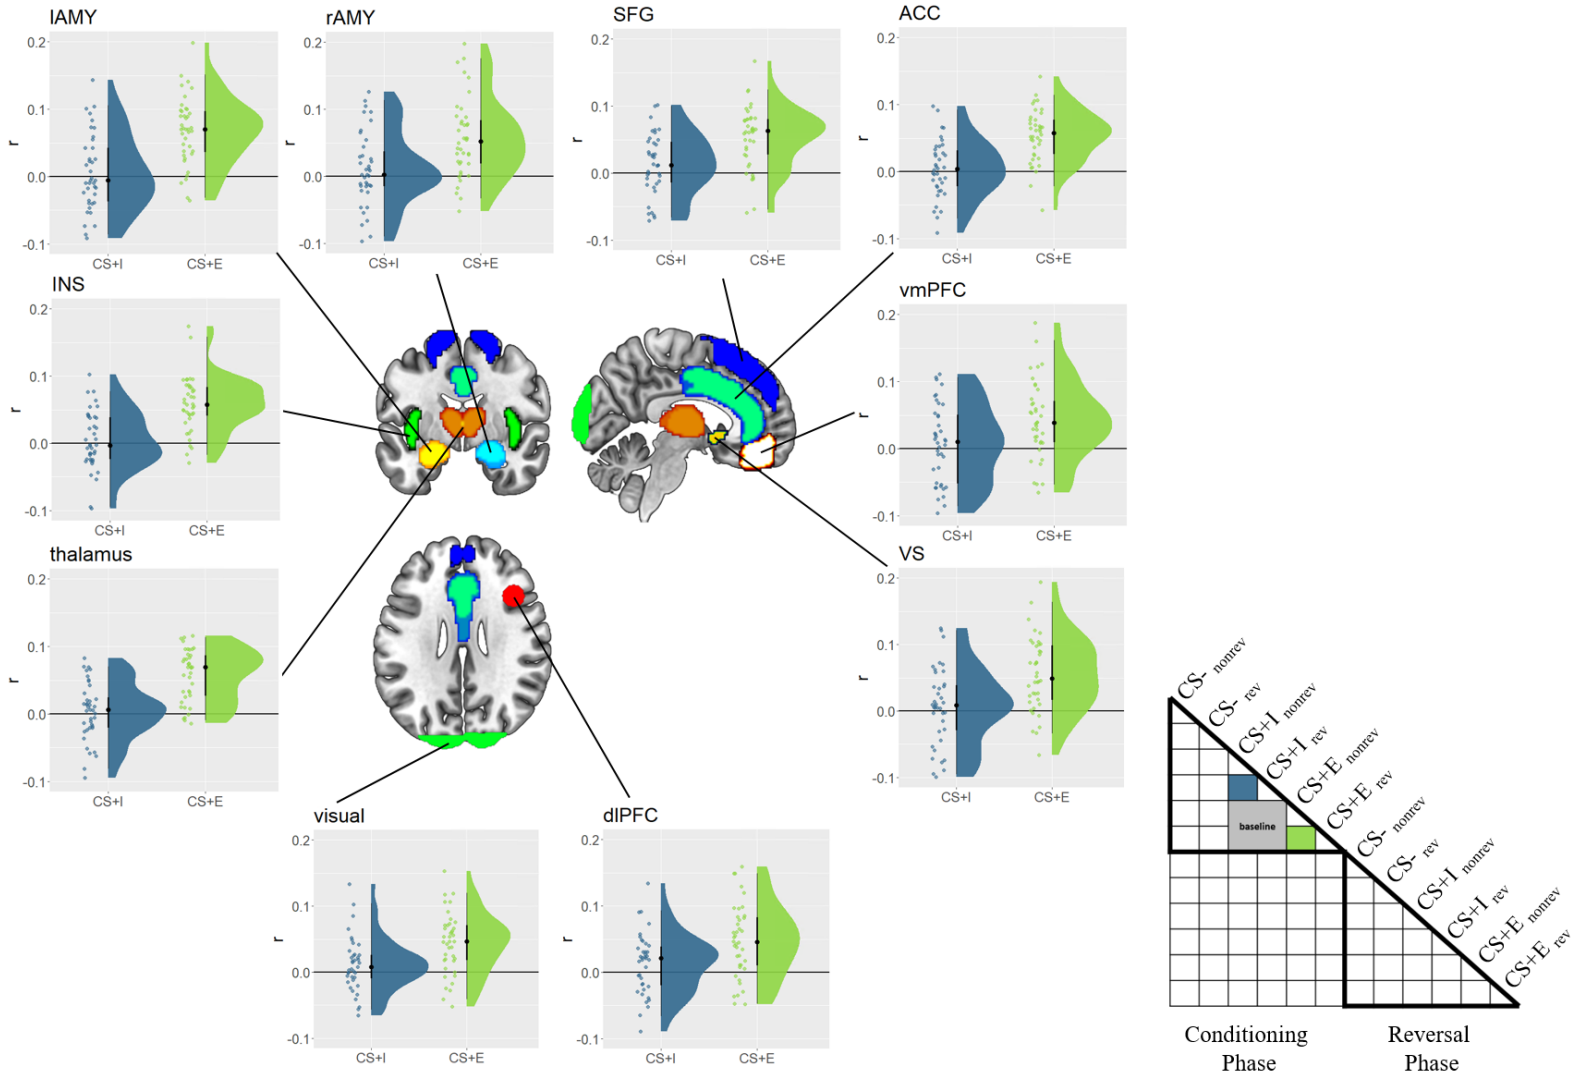 lAMY
0.2
0.1
0.0
-0.1
r
CS+I CS+E
rAMY
0.2
0.1
0.0
-0.1
CS+I CS+E
SFG
0.2
0.1
0.0
-0.1
CS+I CS+E
ACC
0.2
0.1
0.0
-0.1
CS+I CS+E
INS
0.2
0.1
0.0
-0.1
r
CS+I CS+E
vmPFC
0.2
0.1
0.0
-0.1
r
CS+I CS+E
thalamus
0.2
0.1
0.0
-0.1
r
CS+I CS+E
VS
0.2
0.1
0.0
-0.1
r
CS+I CS+E
visual
0.2
0.1
0.0
-0.1
r
CS+I CS+E
dlPFC
0.2
0.1
0.0
-0.1
r
CS+I CS+E
CS- nonrev
CS- rev
CS+I nonrev
CS+I rev
CS+E nonrev
CS+E rev
CS- nonrev
CS- rev
CS+I nonrev
CS+I rev
CS+E nonrev
CS+E rev
baseline
Conditioning
Phase
Reversal
Phase